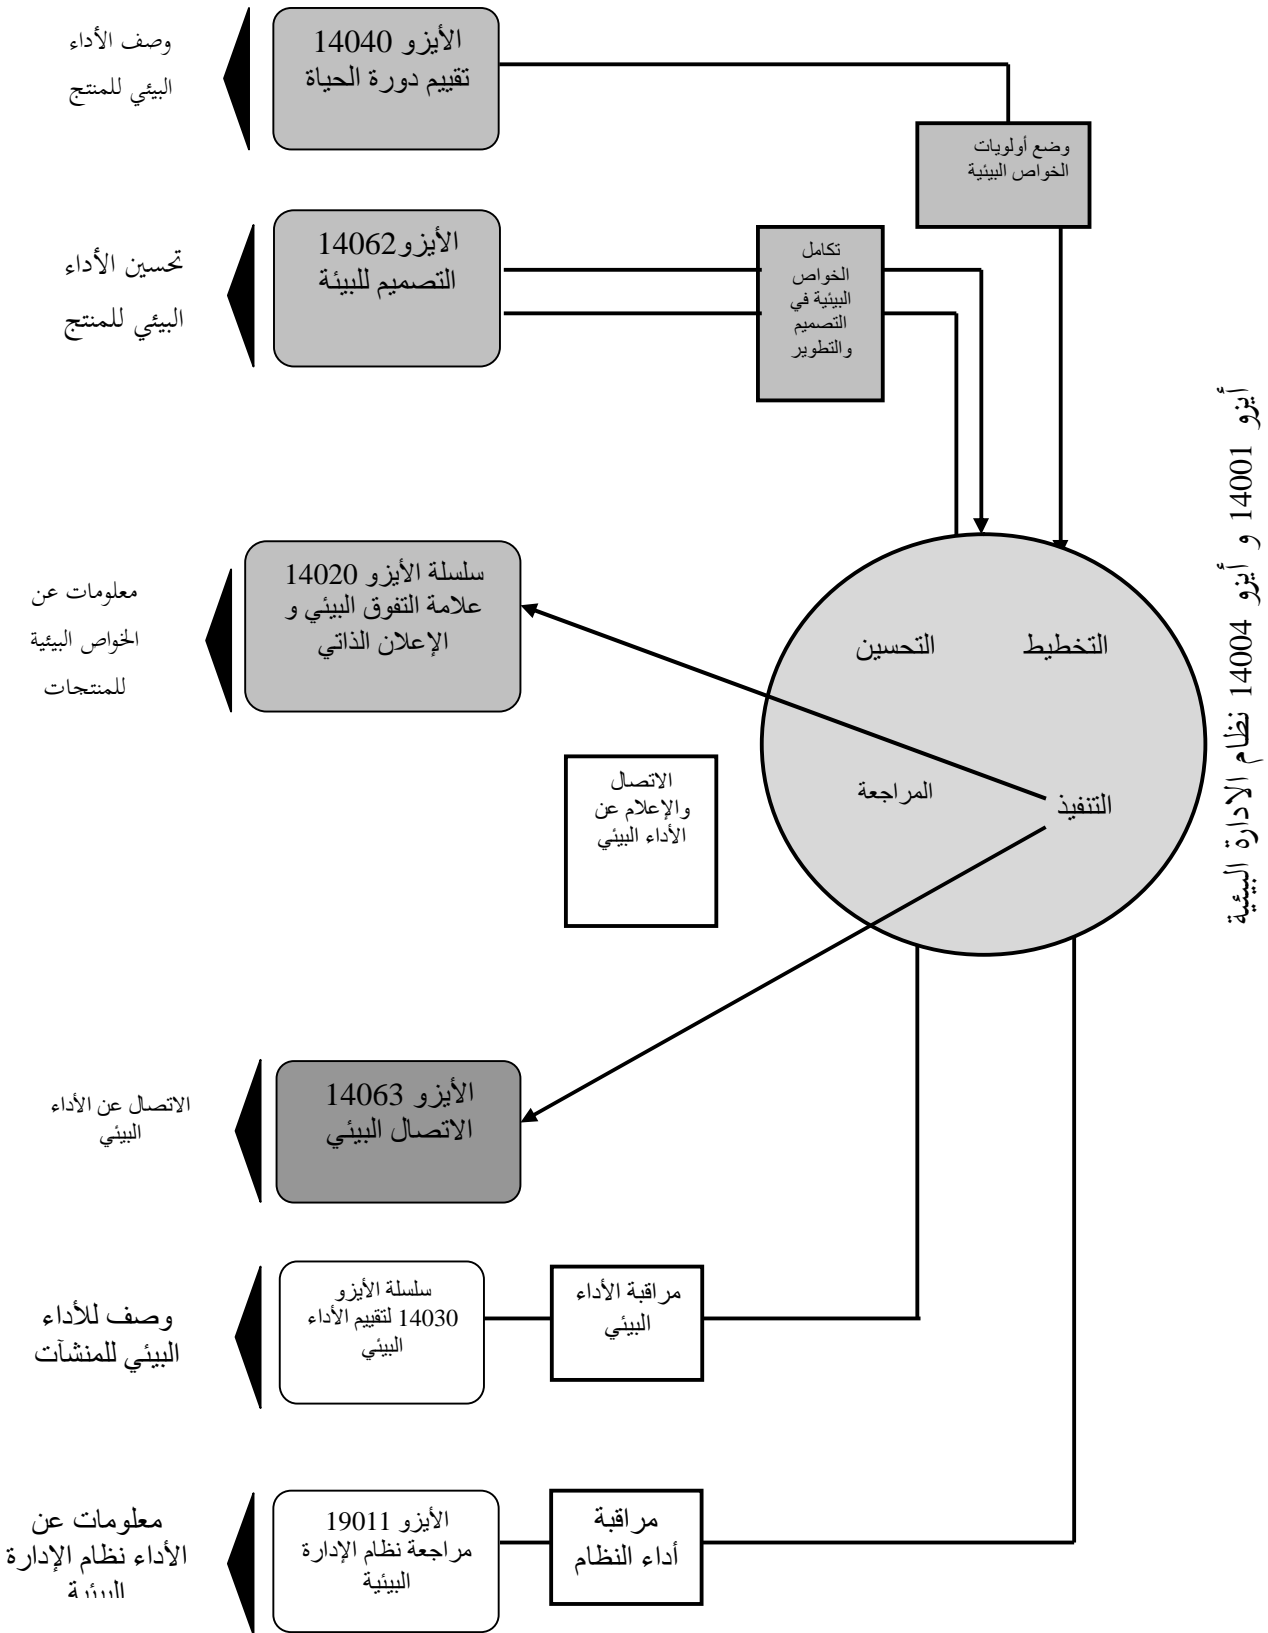 الأيزو 14040
تقييم دورة الحياة
وصف الأداء
البيئي للمنتج
وضع أولويات
الخواص البيئية
الأيزو14062
التصميم للبيئة
تحسين الأداء
البيئي للمنتج
تكامل
الخواص
البيئية في
التصميم
والتطوير
أيزو 14001 و أيزو 14004 نظام الادارة البيئية
سلسلة الأيزو 14020
علامة التفوق البيئي و
الإعلان الذاتي
معلومات عن
الخواص البيئية
للمنتجات
التخطيط
التحسين
التنفيذ
المراجعة
الاتصال
والإعلام عن
الأداء البيئي
الأيزو 14063
الاتصال البيئي
الاتصال عن الأداء
البيئي
مراقبة الأداء
البيئي
سلسلة الأيزو
14030 لتقييم الأداء
البيئي
وصف للأداء
البيئي للمنشآت
مراقبة
أداء النظام
الأيزو 19011
مراجعة نظام الإدارة
البيئية
معلومات عن
الأداء نظام الإدارة
البيئية